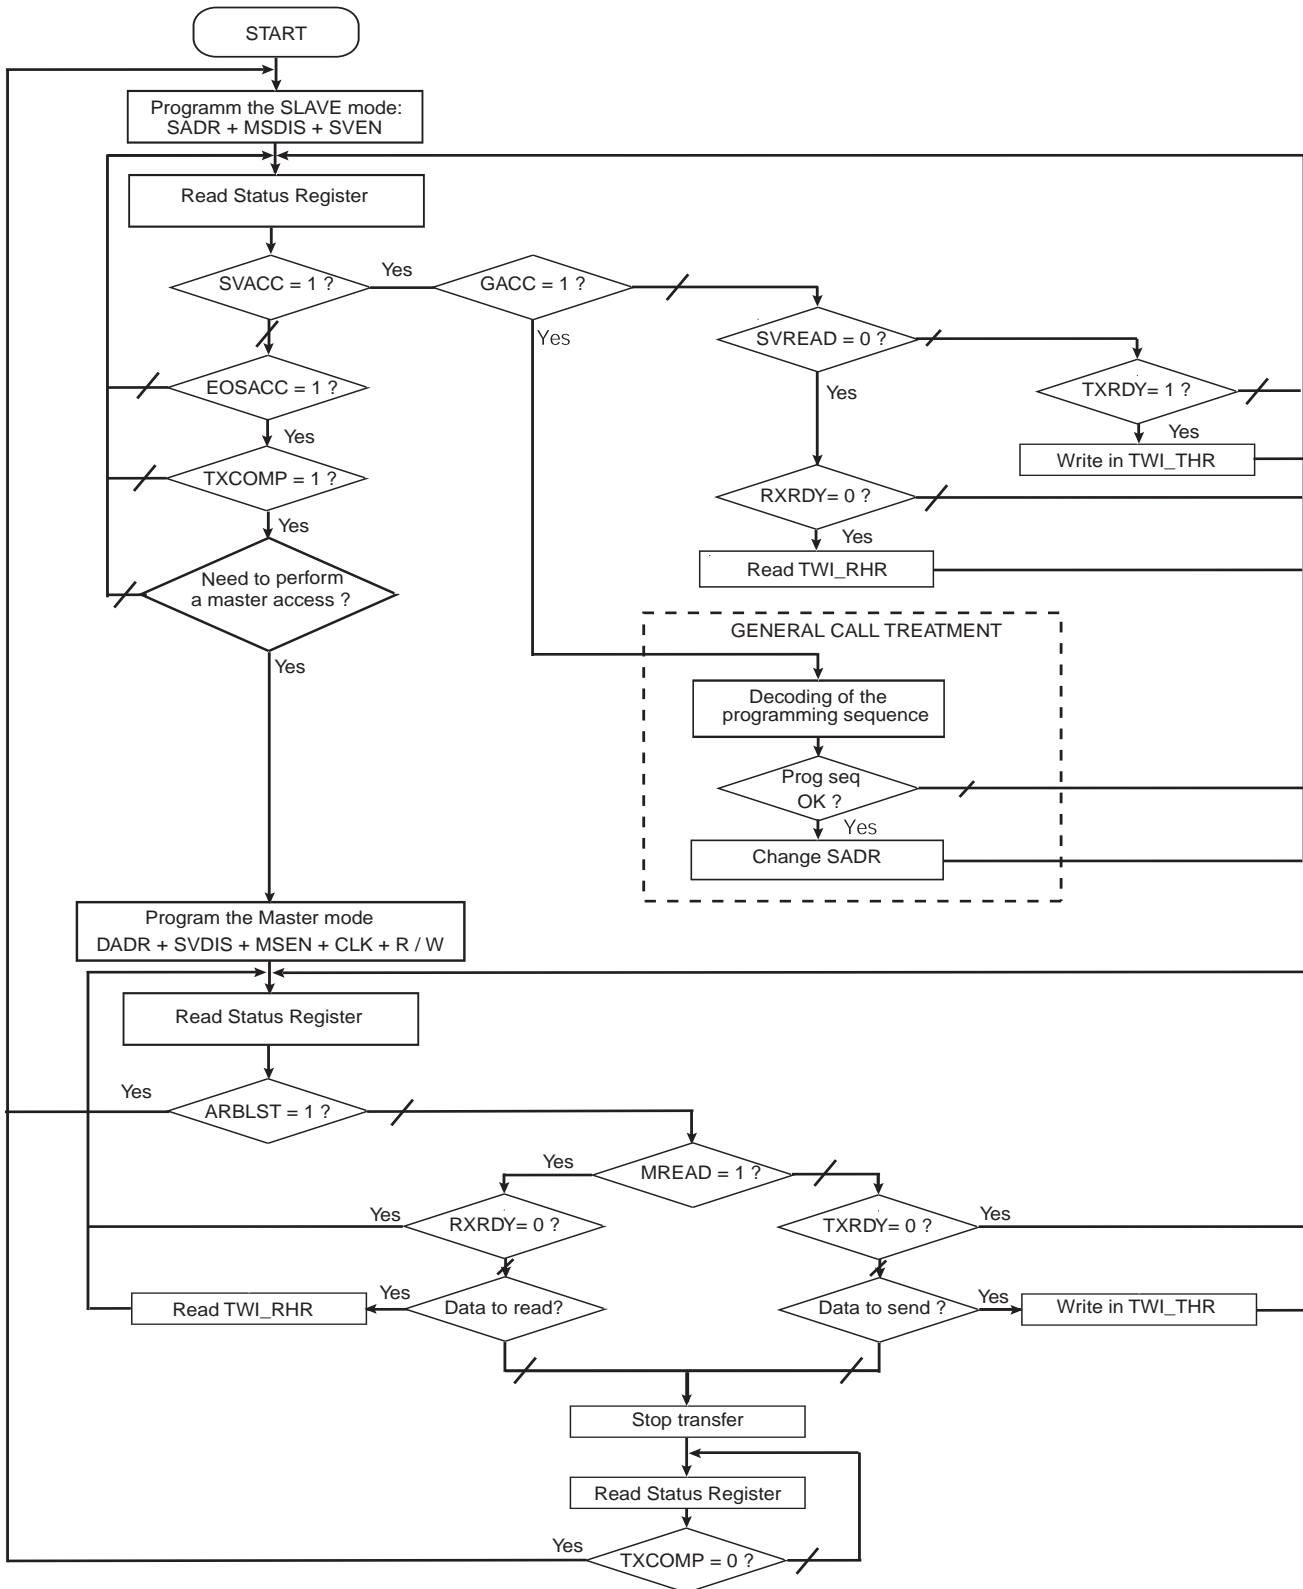 START
Programm the SLAVE mode:
SADR + MSDIS + SVEN
Read Status Register
SVACC = 1 ?
Yes
GACC = 1 ?
Yes
SVREAD = 0 ?
EOSACC = 1 ?
Yes
TXRDY= 1 ?
Yes
Yes
Write in TWI_THR
TXCOMP = 1 ?
RXRDY= 0 ?
Yes
Yes
Need to perform
a master access ?
Read TWI_RHR
GENERAL CALL TREATMENT
Yes
Decoding of the
programming sequence
Prog seq
OK ?
Yes
Change SADR
Program the Master mode
DADR + SVDIS + MSEN + CLK + R / W
Read Status Register
Yes
ARBLST = 1 ?
Yes
MREAD = 1 ?
Yes
RXRDY= 0 ?
TXRDY= 0 ?
Yes
Read TWI_RHR
Yes
Data to read?
Data to send ?
Yes
Write in TWI_THR
Stop transfer
Read Status Register
Yes
TXCOMP = 0 ?